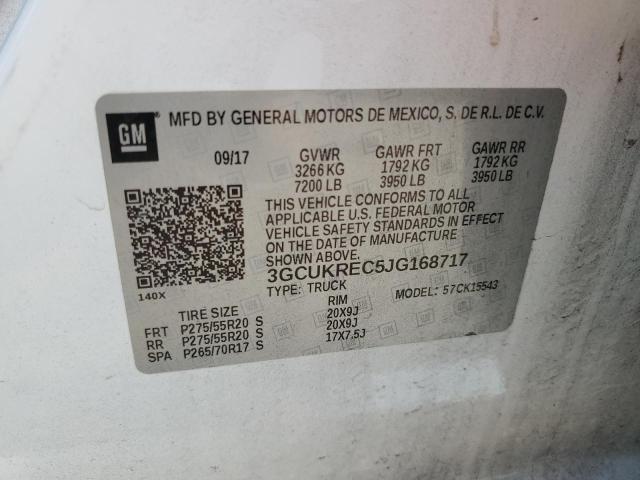 GM
MFD BY GENERAL MOTORS DE MEXICO, S. DE R.L. DE C.V.
09/17 GVWR GAWR FRT GAWR RR
3266 KG 1792 KG 1792 KG
7200 LB 3950 LB 3950 LB
THIS VEHICLE CONFORMS TO ALL
APPLICABLE U.S. FEDERAL MOTOR
VEHICLE SAFETY STANDARDS IN EFFECT
ON THE DATE OF MANUFACTURE
SHOWN ABOVE.
3GCUKREC5JG168717
140X TYPE: TRUCK MODEL: 57CK15543
TIRE SIZE RIM
FRT P275/55R20 S 20X9J
RR P275/55R20 S 20X9J
SPA P265/70R17 S 17X7.5J